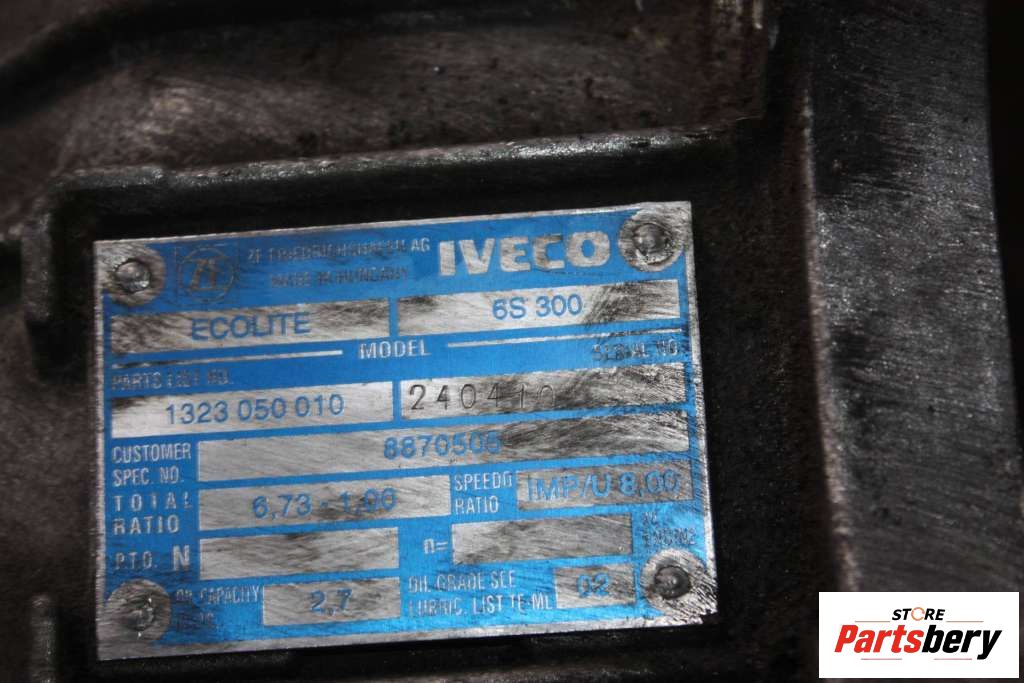 ZF FRIEDRICHSHAFEN AG IVECO
MADE IN HUNGARY
ECOLITE 6S 300
MODEL SERIAL NO.
PARTS LIST NO.
1323 050 010 240410
CUSTOMER SPEC. NO. 8870506
TOTAL RATIO 6,73-1,00 SPEEDO RATIO IMP/U 8,00
P.T.O. N n= ENGINE
OIL CAPACITY 2,7 OIL GRADE SEE LUBRIC. LIST TE-ML 02
STORE
Partsbery